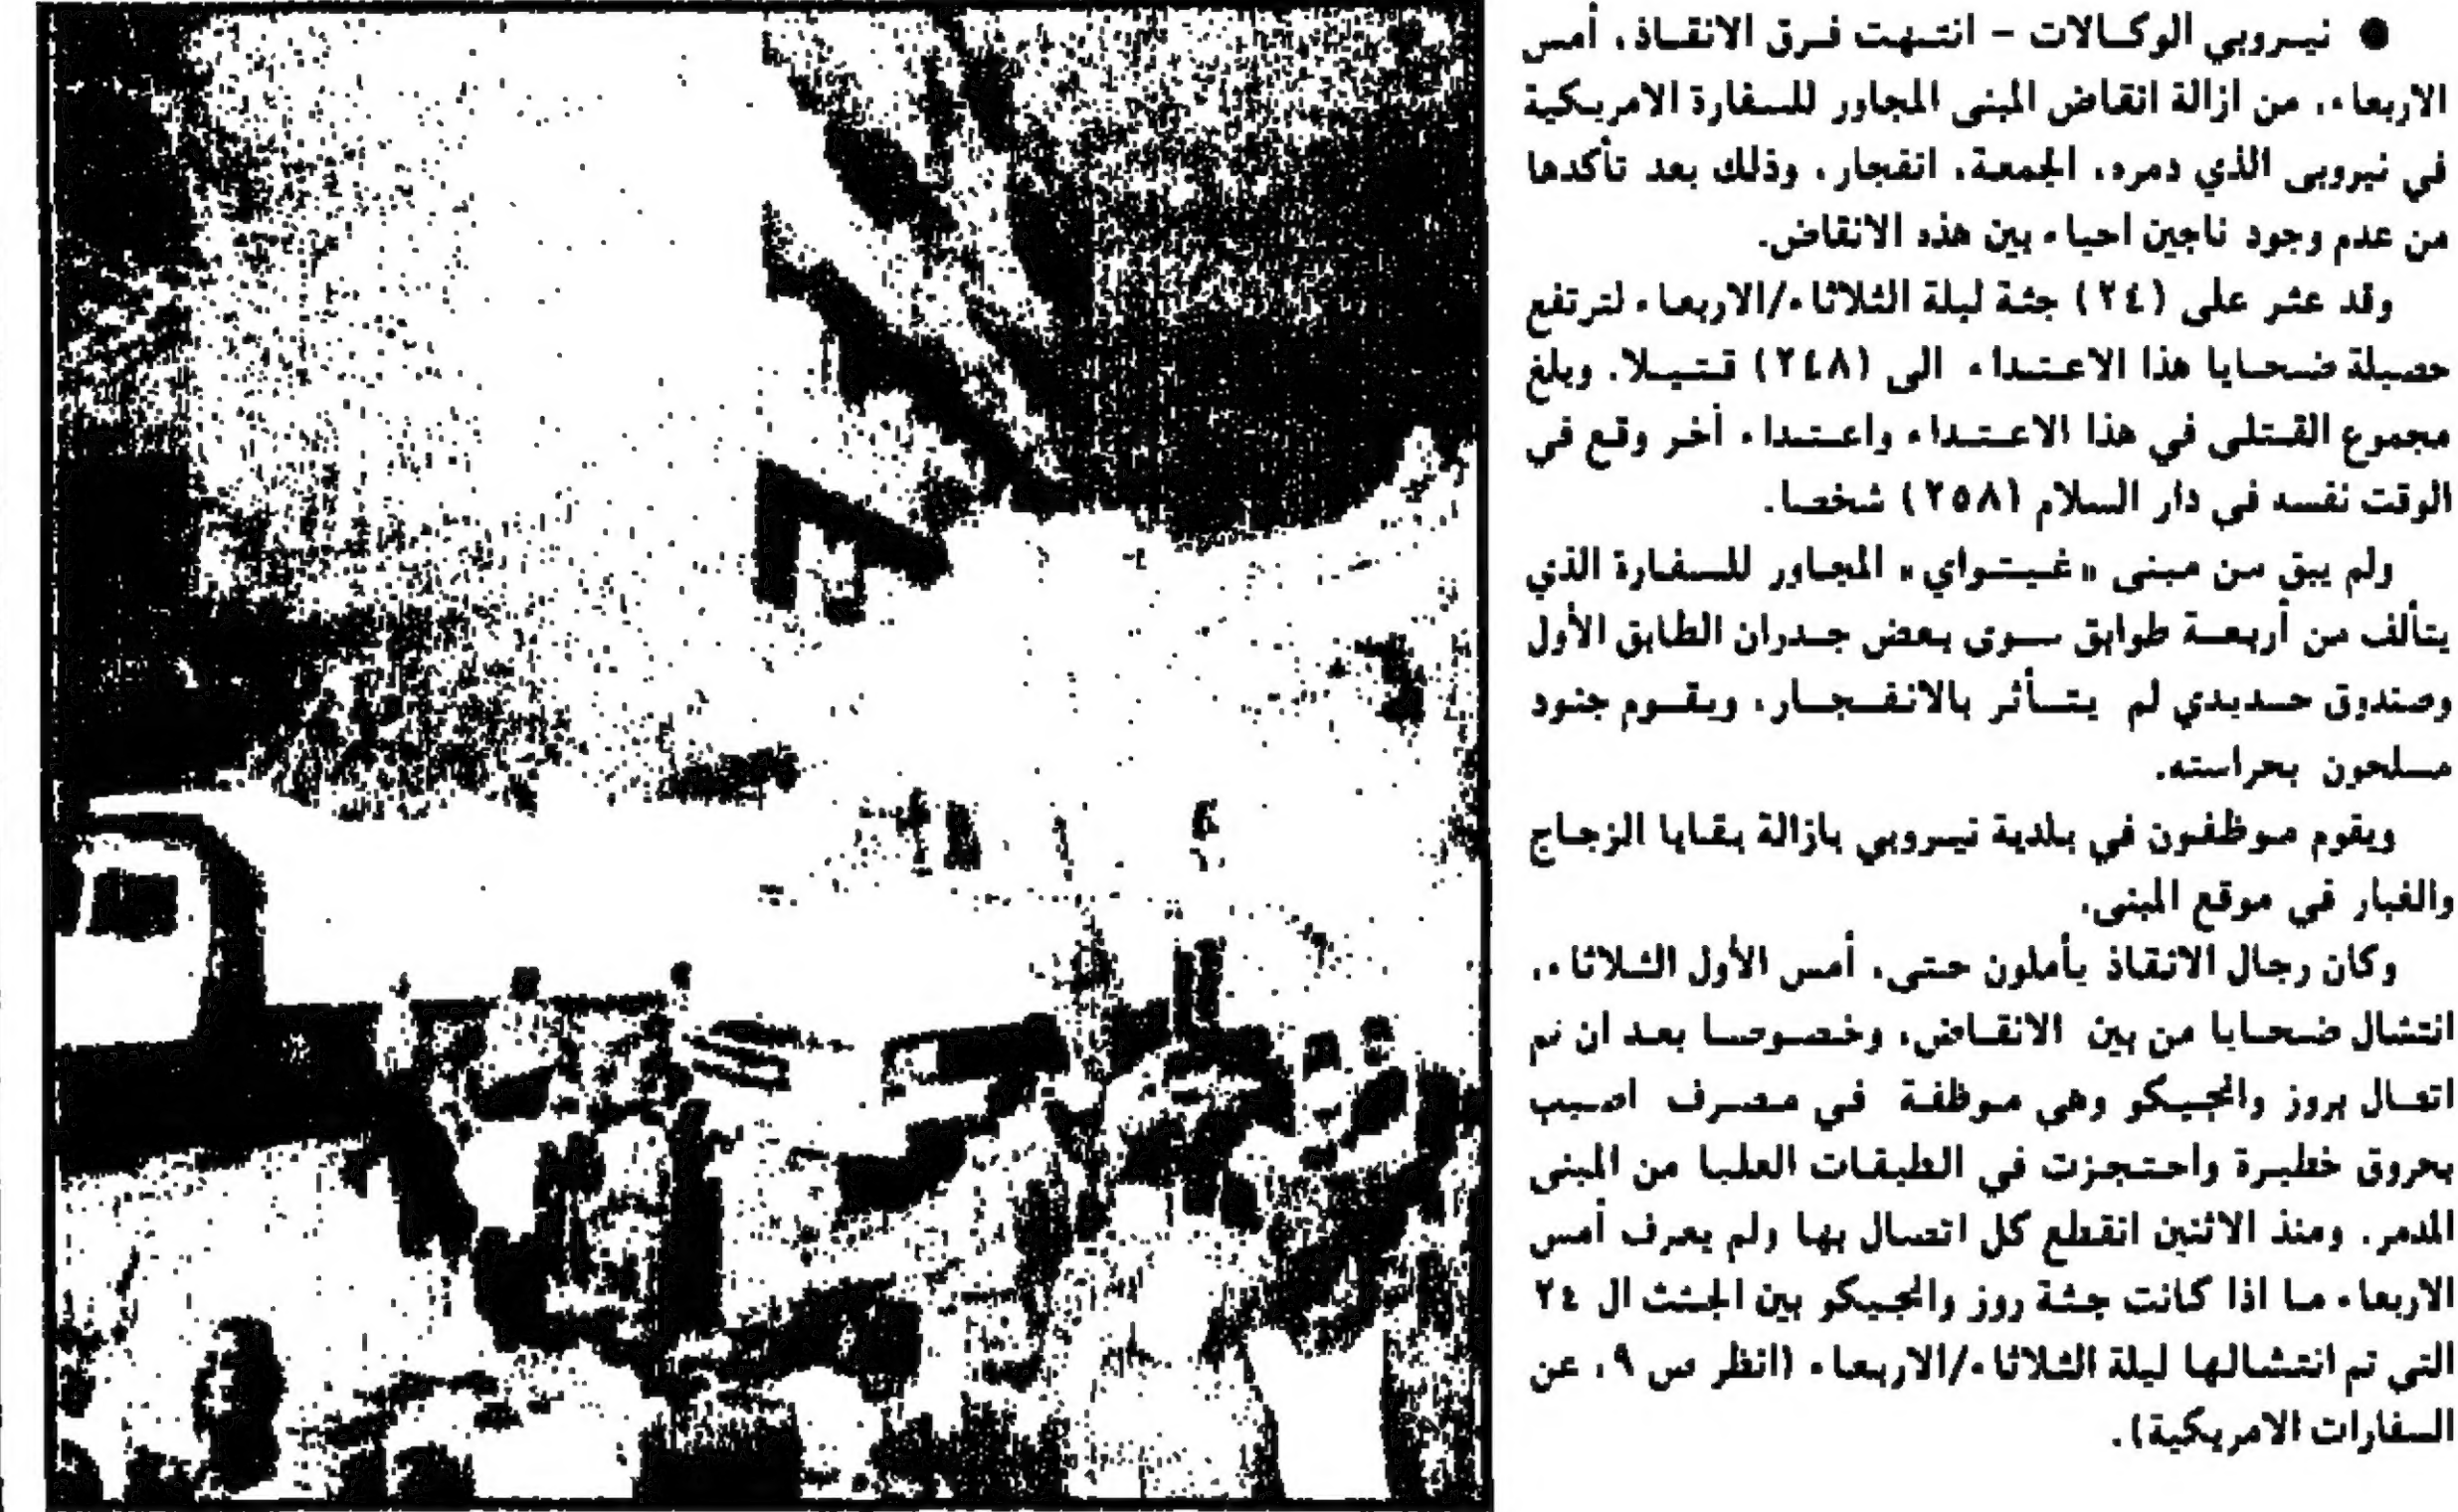 ● نيروبي الوكالات - انتهت فرق الانقاذ، أمس
الاربعاء، من ازالة انقاض المبنى المجاور للسفارة الامريكية
في نيروبي الذي دمره، الجمعة، انفجار، وذلك بعد تأكدها
من عدم وجود ناجين احياء بين هذه الانقاض.
وقد عثر على (٢٤) جثة ليلة الثلاثاء/الاربعاء لترتفع
حصيلة ضحايا هذا الاعتداء الى (٢٤٨) قتيلا. وبلغ
مجموع القتلى في هذا الاعتداء واعتداء آخر وقع في
الوقت نفسه في دار السلام (٢٥٨) شخصا.
ولم يبق من مبنى «غيتواي» المجاور للسفارة الذي
يتألف من أربعة طوابق سوى بعض جدران الطابق الأول
وصندوق حديدي لم يتأثر بالانفجار، ويقوم جنود
مسلحون بحراسته.
ويقوم موظفون في بلدية نيروبي بازالة بقايا الزجاج
والغبار في موقع المبنى.
وكان رجال الانقاذ يأملون حتى، أمس الأول الثلاثاء،
انتشال ضحايا من بين الانقاض، وخصوصا بعد ان تم
اتصال بروز وانجيكو وهي موظفة في مصرف اصيب
بحروق خطيرة واحتجزت في الطبقات العليا من المبنى
المدمر. ومنذ الاثنين انقطع كل اتصال بها ولم يعرف أمس
الاربعاء ما اذا كانت جثة روز وانجيكو بين الجثث ال ٢٤
التي تم انتشالها ليلة الثلاثاء/الاربعاء (انظر ص ٩، عن
السفارات الامريكية).